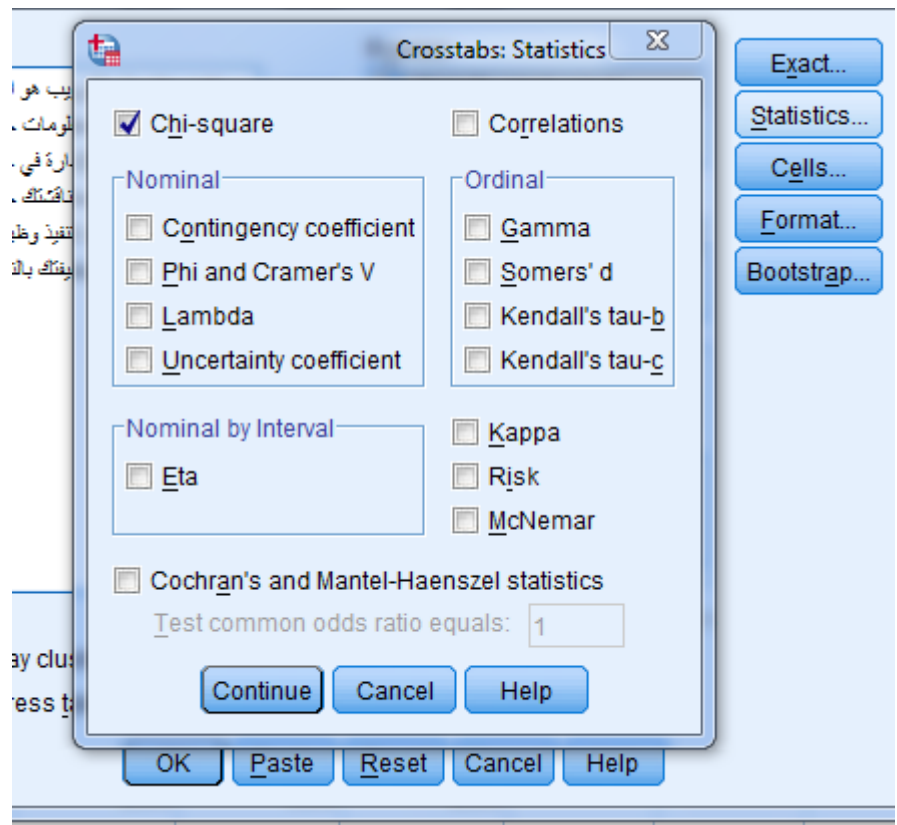 Crosstabs: Statistics
Chi-square
Correlations
Nominal
Contingency coefficient
Phi and Cramer's V
Lambda
Uncertainty coefficient
Ordinal
Gamma
Somers' d
Kendall's tau-b
Kendall's tau-c
Nominal by Interval
Eta
Kappa
Risk
McNemar
Cochran's and Mantel-Haenszel statistics
Test common odds ratio equals: 1
Continue Cancel Help
Exact...
Statistics...
Cells...
Format...
Bootstrap...
هو
في
OK Paste Reset Cancel Help